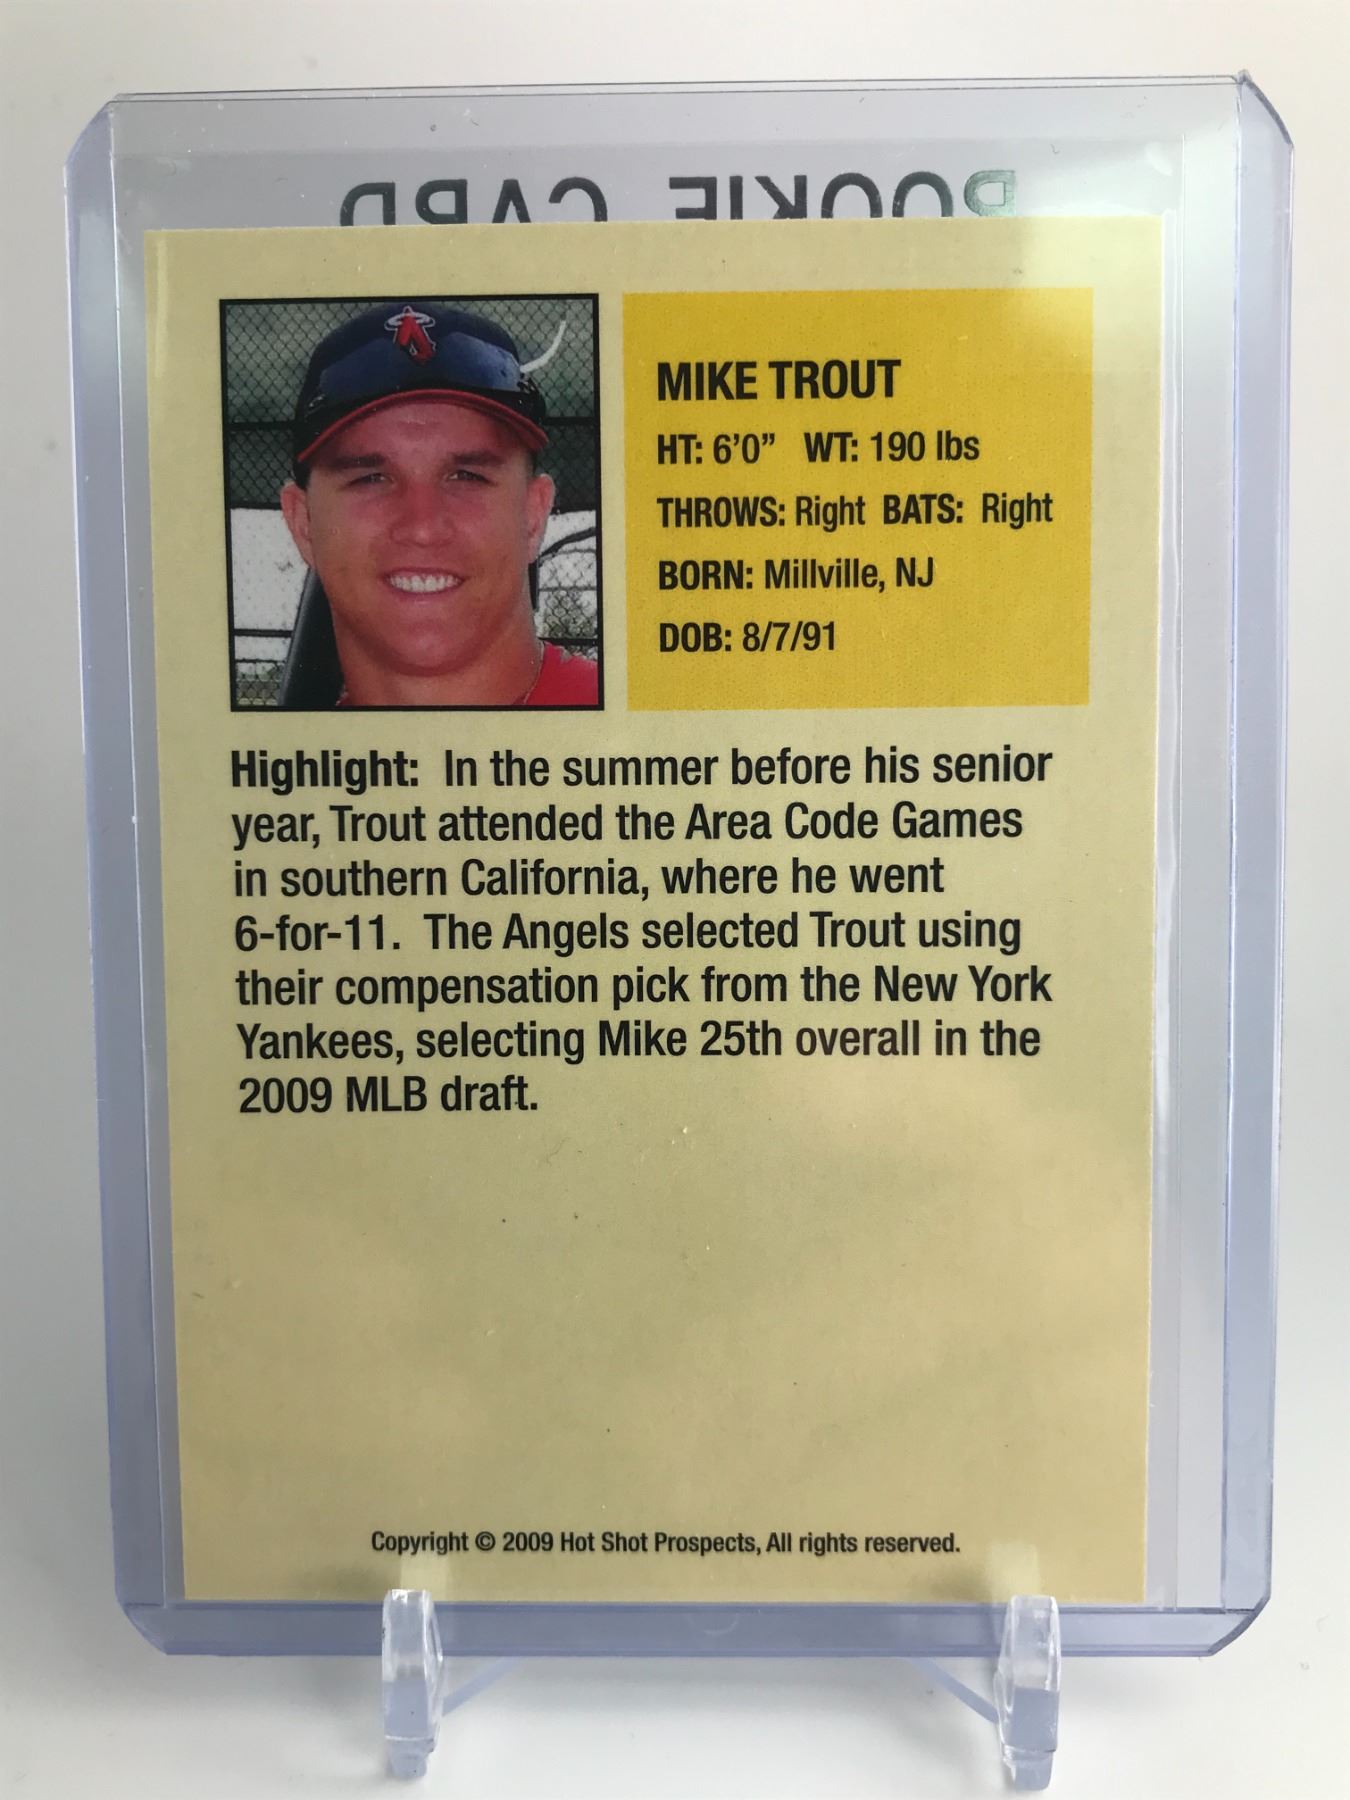 ROOKIE CARD
MIKE TROUT
HT: 6’0” WT: 190 lbs
THROWS: Right BATS: Right
BORN: Millville, NJ
DOB: 8/7/91
Highlight: In the summer before his senior
year, Trout attended the Area Code Games
in southern California, where he went
6-for-11. The Angels selected Trout using
their compensation pick from the New York
Yankees, selecting Mike 25th overall in the
2009 MLB draft.
Copyright © 2009 Hot Shot Prospects, All rights reserved.